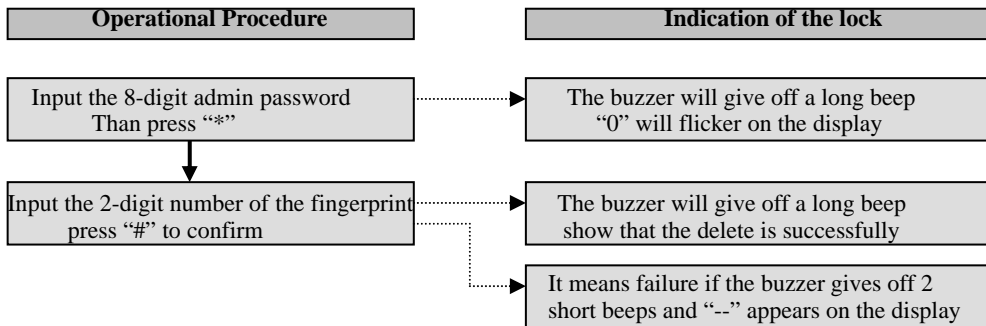 Operational Procedure
Indication of the lock
Input the 8-digit admin password
Than press “*”
The buzzer will give off a long beep
“0” will flicker on the display
Input the 2-digit number of the fingerprint
press “#” to confirm
The buzzer will give off a long beep
show that the delete is successfully
It means failure if the buzzer gives off 2
short beeps and “--” appears on the display